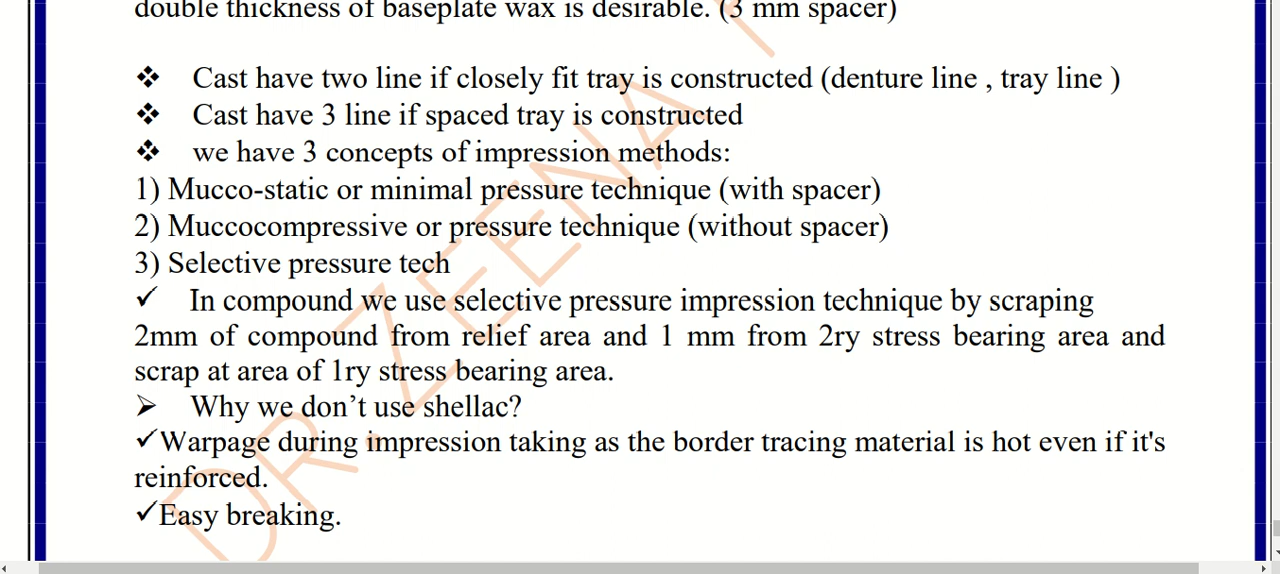 double thickness of baseplate wax is desirable. (3 mm spacer)
❖ Cast have two line if closely fit tray is constructed (denture line , tray line )
❖ Cast have 3 line if spaced tray is constructed
❖ we have 3 concepts of impression methods:
1) Mucco-static or minimal pressure technique (with spacer)
2) Muccocompressive or pressure technique (without spacer)
3) Selective pressure tech
✓ In compound we use selective pressure impression technique by scraping
2mm of compound from relief area and 1 mm from 2ry stress bearing area and
scrap at area of 1ry stress bearing area.
➢ Why we don’t use shellac?
✓Warpage during impression taking as the border tracing material is hot even if it's
reinforced.
✓Easy breaking.
DR.ZEENA